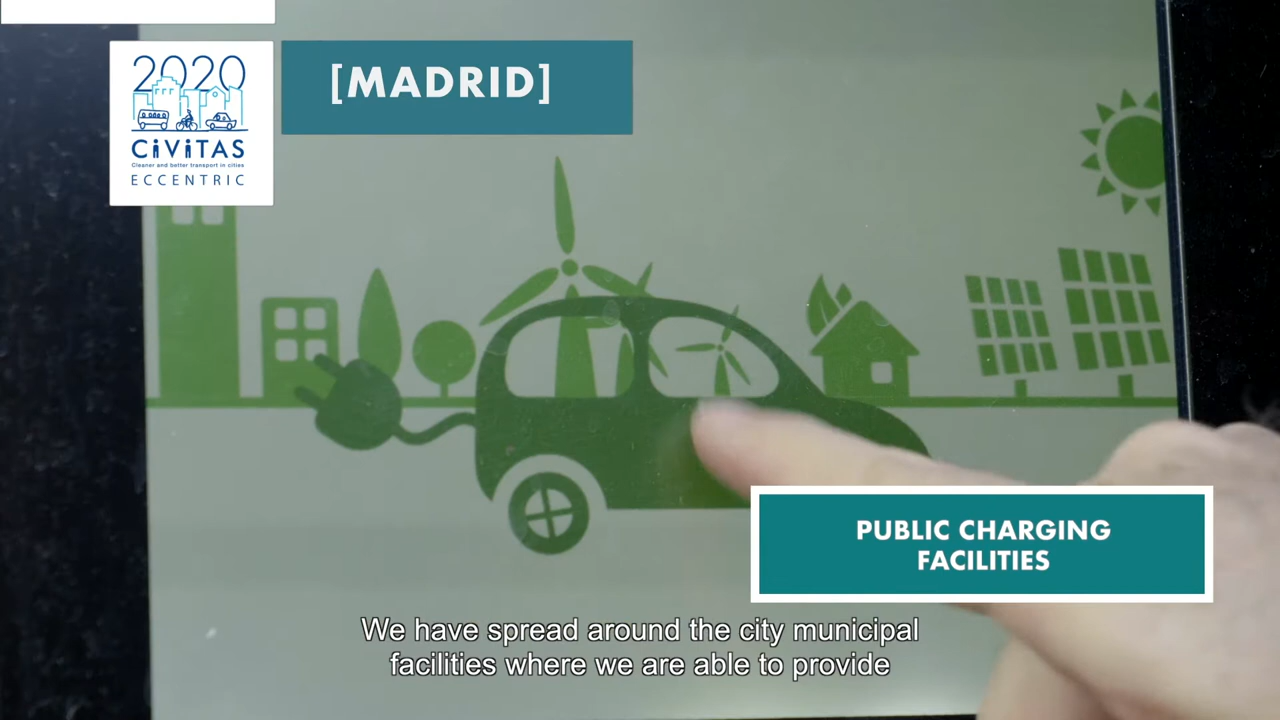 2020
CiViTAS
Cleaner and better transport in cities
ECCENTRIC
[MADRID]
PUBLIC CHARGING
FACILITIES
We have spread around the city municipal
facilities where we are able to provide